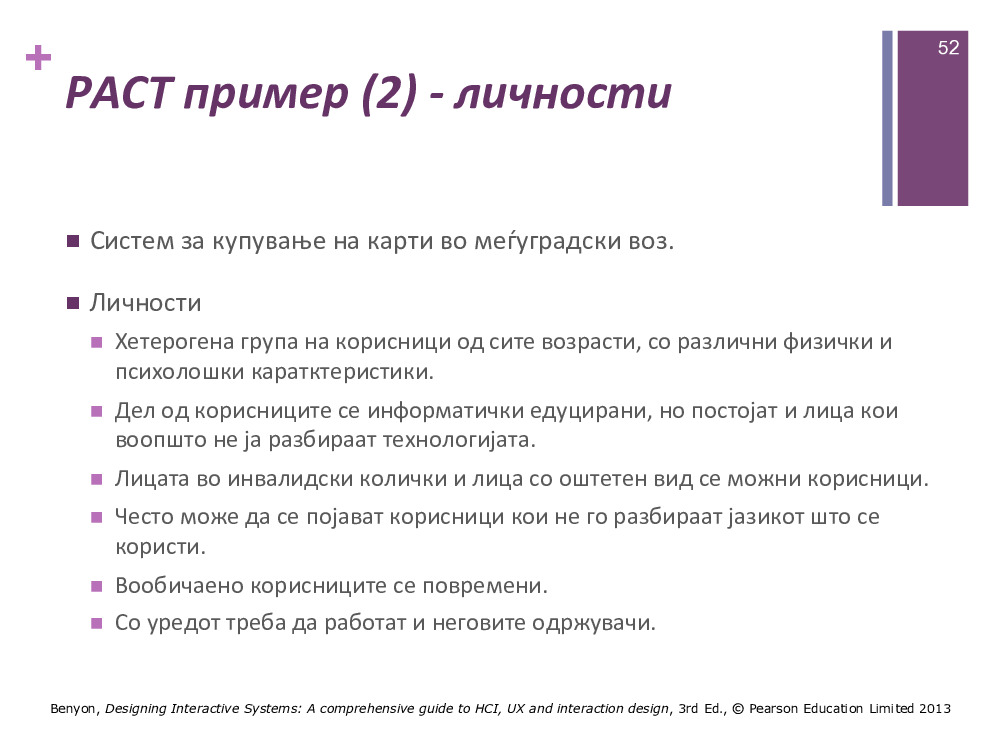 52
РАСТ пример (2) - личности
Систем за купување на карти во меѓуградски воз.
Личности
Хетерогена група на корисници од сите возрасти, со различни физички и
психолошки каратктеристики.
Дел од корисниците се информатички едуцирани, но постојат и лица кои
воопшто не ја разбираат технологијата.
Лицата во инвалидски колички и лица со оштетен вид се можни корисници.
Често може да се појават корисници кои не го разбираат јазикот што се
користи.
Вообичаено корисниците се повремени.
Со уредот треба да работат и неговите одржувачи.
Benyon, Designing Interactive Systems: A comprehensive guide to HCI, UX and interaction design, 3rd Ed., © Pearson Education Limited 2013